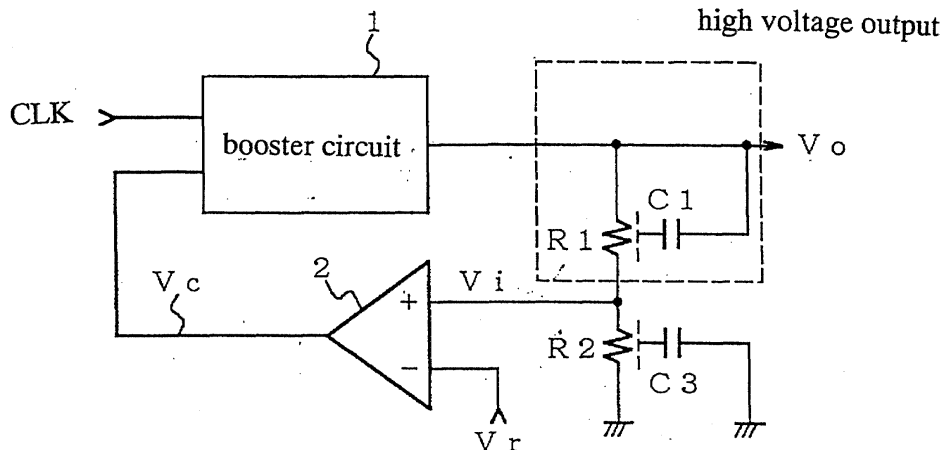 high voltage output
1
CLK
booster circuit
V o
C 1
R 1
2
V i
V c
+
R 2
−
C 3
V r